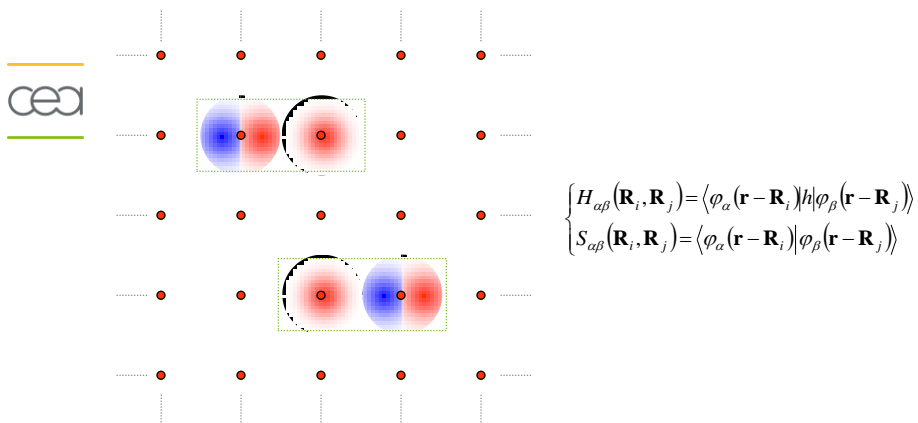 cea
H_{αβ}(R_i,R_j)=⟨φ_α(r−R_i)|h|φ_β(r−R_j)⟩
S_{αβ}(R_i,R_j)=⟨φ_α(r−R_i)|φ_β(r−R_j)⟩